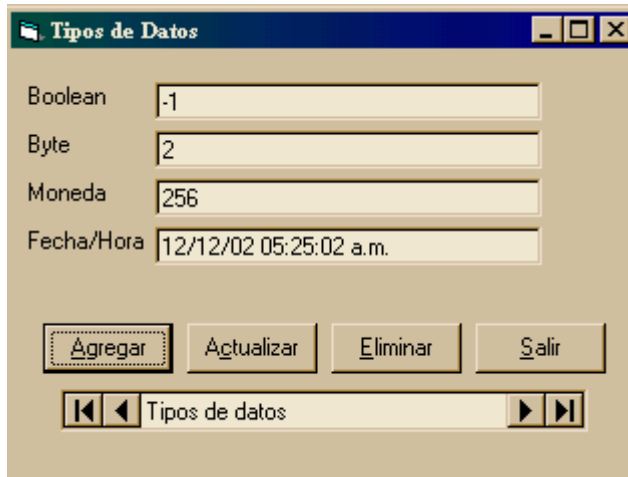 Tipos de Datos
Boolean -1
Byte 2
Moneda 256
Fecha/Hora 12/12/02 05:25:02 a.m.
Agregar Actualizar Eliminar Salir
Tipos de datos